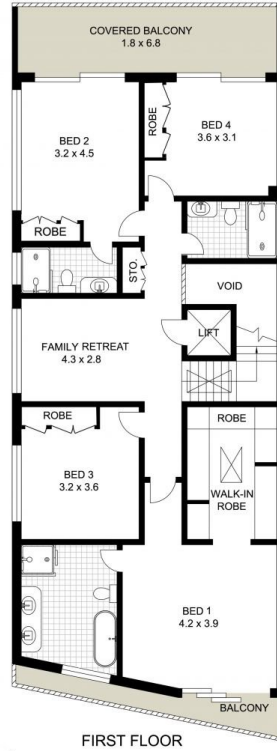 COVERED BALCONY
1.8 x 6.8
BED 2
3.2 x 4.5
ROBE
BED 4
3.6 x 3.1
ROBE
STO.
VOID
LIFT
FAMILY RETREAT
4.3 x 2.8
ROBE
BED 3
3.2 x 3.6
ROBE
WALK-IN
ROBE
BED 1
4.2 x 3.9
BALCONY
FIRST FLOOR